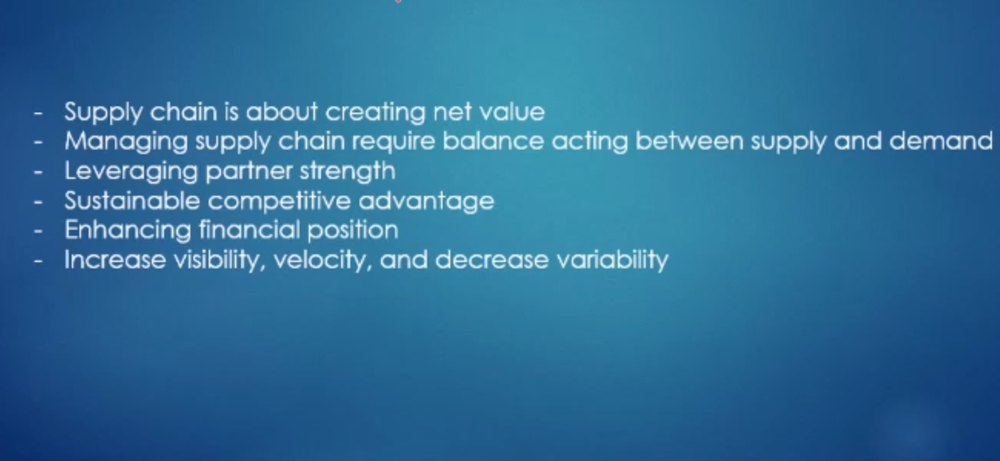 - Supply chain is about creating net value
- Managing supply chain require balance acting between supply and demand
- Leveraging partner strength
- Sustainable competitive advantage
- Enhancing financial position
- Increase visibility, velocity, and decrease variability